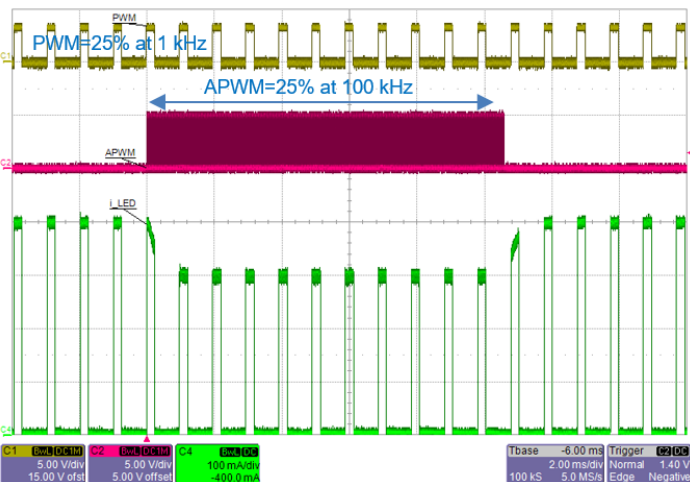 PWM
PWM=25% at 1 kHz
C1
APWM=25% at 100 kHz
APWM
C2
i_LED
C4
C1 BwL DC1M
5.00 V/div
15.00 V ofst
C2 BwL DC1M
5.00 V/div
5.00 V offset
C4 BwL DC
100 mA/div
-400.0 mA
Tbase -6.00 ms
2.00 ms/div
100 kS 5.0 MS/s
Trigger C2 DC
Normal 1.40 V
Edge Negative